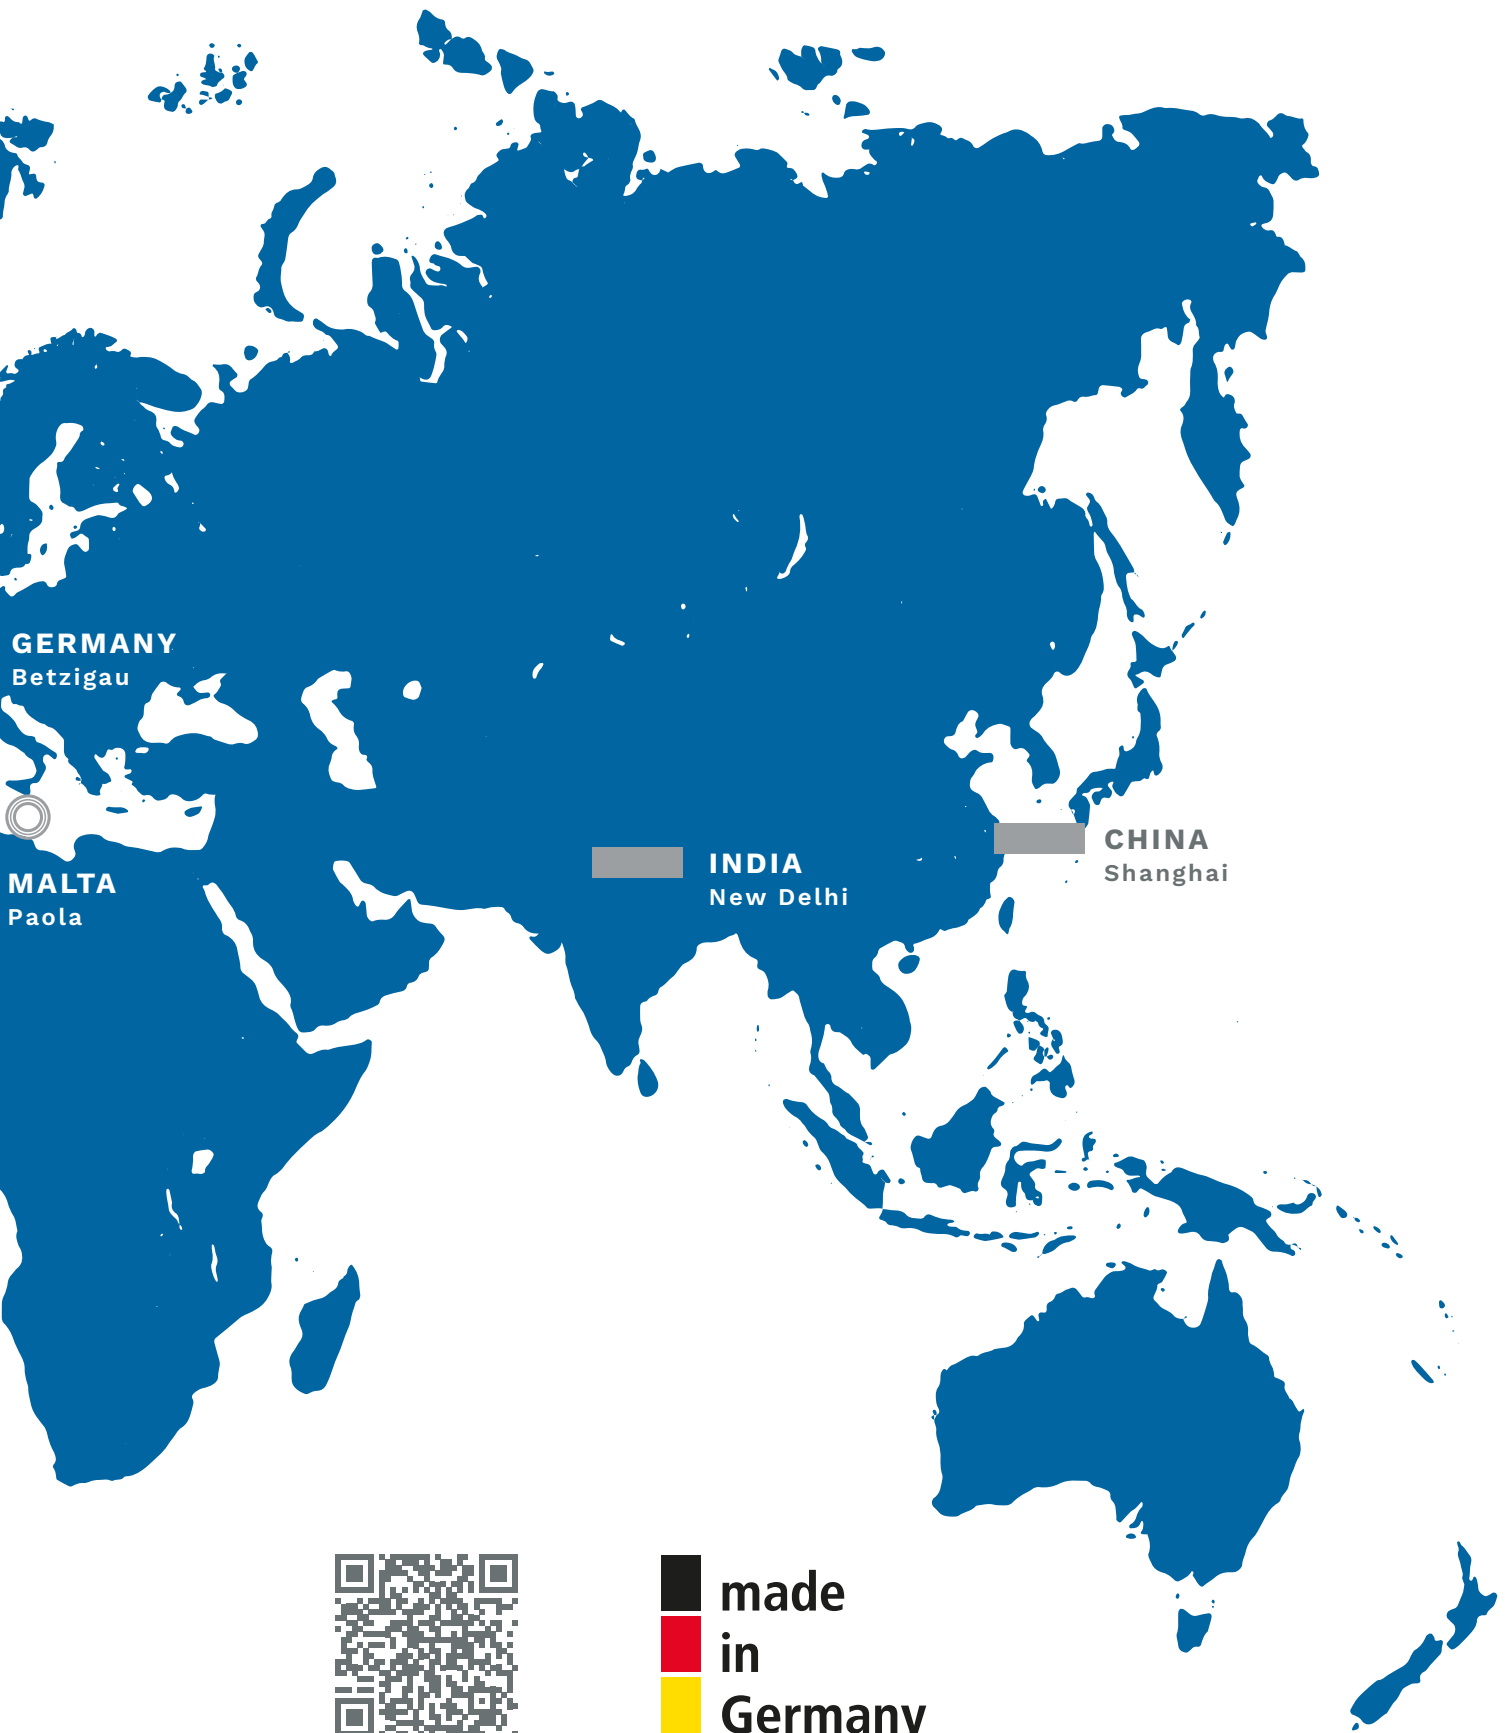 GERMANY
Betzigau
MALTA
Paola
INDIA
New Delhi
CHINA
Shanghai
made
in
Germany